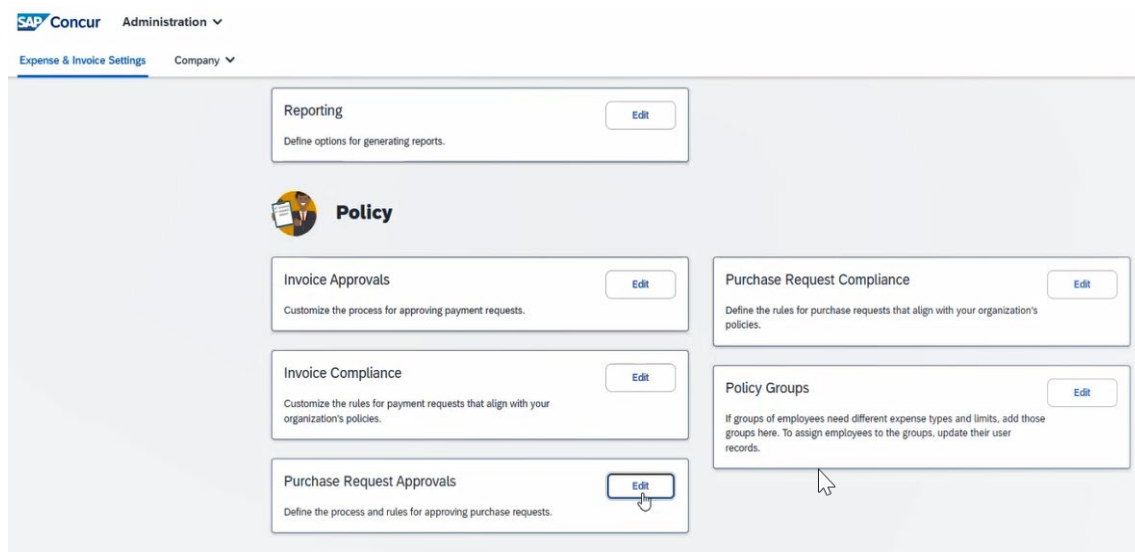 SAP Concur Administration
Expense & Invoice Settings Company
Reporting
Edit
Define options for generating reports.
Policy
Invoice Approvals
Edit
Customize the process for approving payment requests.
Purchase Request Compliance
Edit
Define the rules for purchase requests that align with your organization's
policies.
Invoice Compliance
Edit
Customize the rules for payment requests that align with your
organization's policies.
Policy Groups
Edit
If groups of employees need different expense types and limits, add those
groups here. To assign employees to the groups, update their user
records.
Purchase Request Approvals
Edit
Define the process and rules for approving purchase requests.